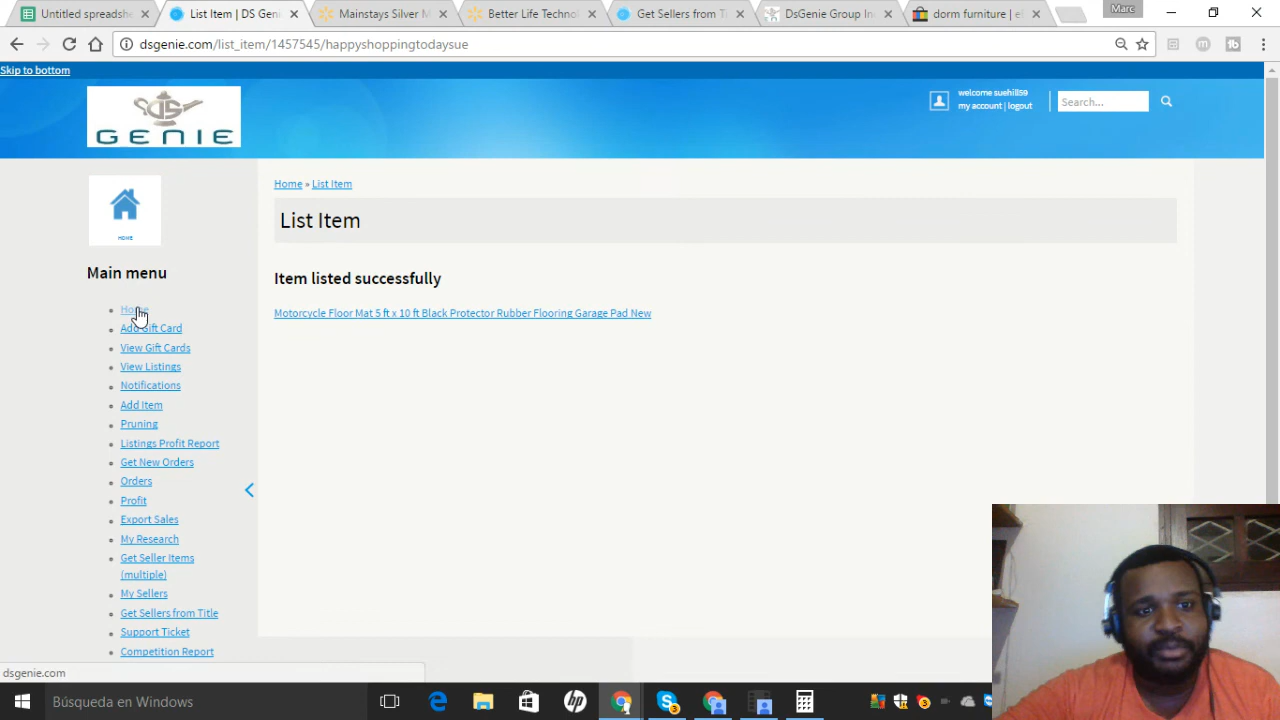 Untitled spreadsheet
List Item | DS Geni
Mainstays Silver M
Better Life Technol
Get Sellers from Ti
DsGenie Group In
dorm furniture | e
Marc
dsgenie.com/list_item/1457545/happyshoppingtodaysue
Skip to bottom
DS
GENIE
welcome suehill59
my account | logout
Search...
HOME
Home » List Item
List Item
Main menu
Item listed successfully
Home
Motorcycle Floor Mat 5 ft x 10 ft Black Protector Rubber Flooring Garage Pad New
Add Gift Card
View Gift Cards
View Listings
Notifications
Add Item
Pruning
Listings Profit Report
Get New Orders
Orders
Profit
Export Sales
My Research
Get Seller Items
(multiple)
My Sellers
Get Sellers from Title
Support Ticket
Competition Report
dsgenie.com
Búsqueda en Windows